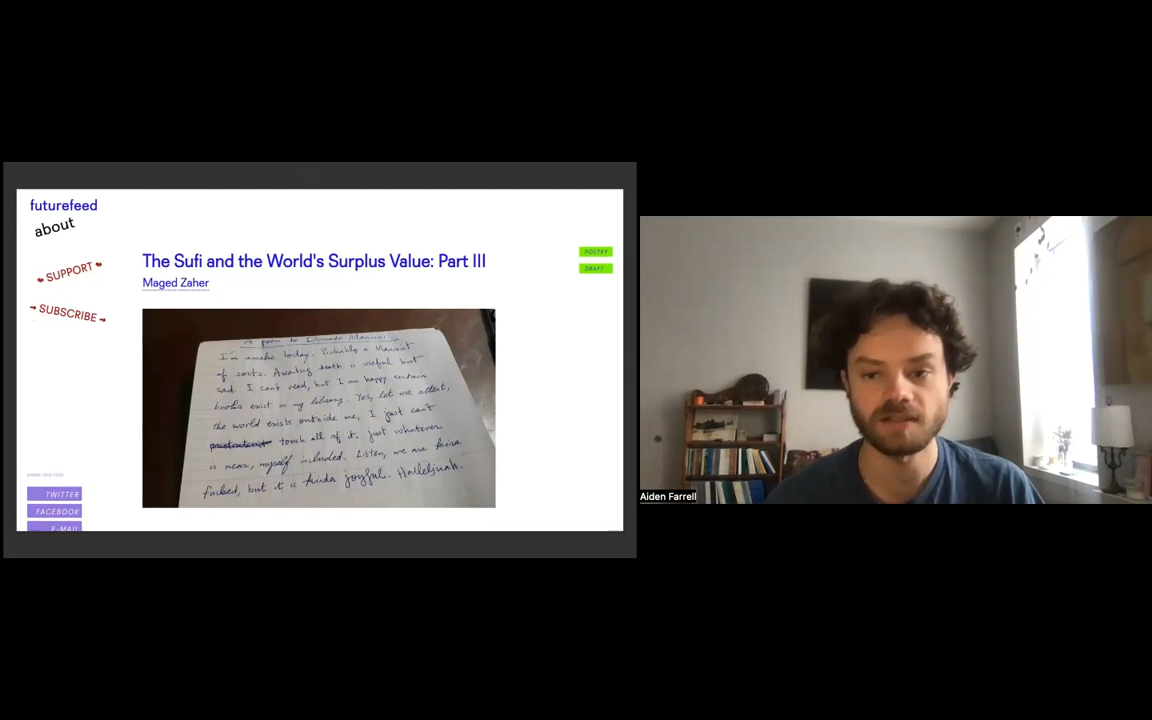 futurefeed
about
SUPPORT
SUBSCRIBE
The Sufi and the World's Surplus Value: Part III
Maged Zaher
POETRY
DRAFT
poem to Donato Mancini
I'm awake today. Probably a
of sorts. Awaiting death is useful but
sad. I can't read, but I am happy certain
books exist in my library. Yes, let me attest,
the world exists outside me, I just can't
touch all of it, just whatever
is near, myself included. Listen, we are
fucked, but it is kinda joyful. Hallelujah.
SHARE THIS POST
TWITTER
FACEBOOK
E-MAIL
Aiden Farrell